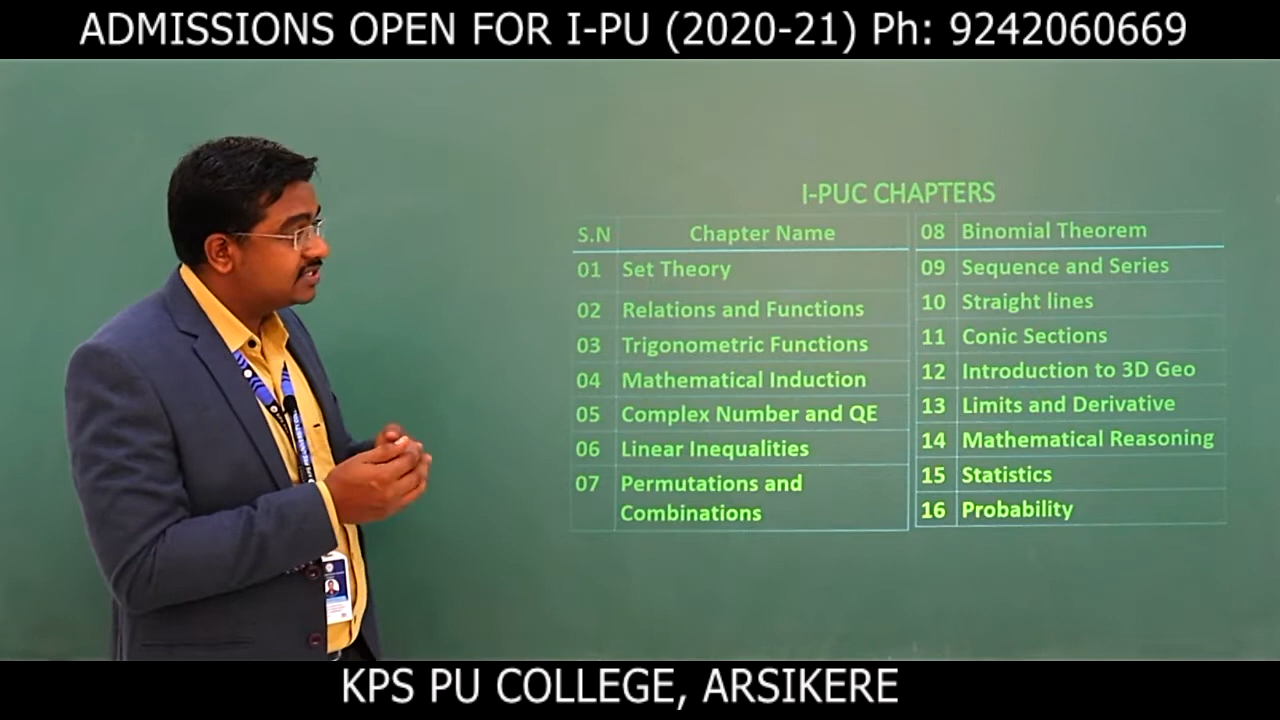 ADMISSIONS OPEN FOR I-PU (2020-21) Ph: 9242060669
I-PUC CHAPTERS
S.N Chapter Name
01 Set Theory
02 Relations and Functions
03 Trigonometric Functions
04 Mathematical Induction
05 Complex Number and QE
06 Linear Inequalities
07 Permutations and
Combinations
08 Binomial Theorem
09 Sequence and Series
10 Straight lines
11 Conic Sections
12 Introduction to 3D Geo
13 Limits and Derivative
14 Mathematical Reasoning
15 Statistics
16 Probability
KPS PU COLLEGE, ARSIKERE